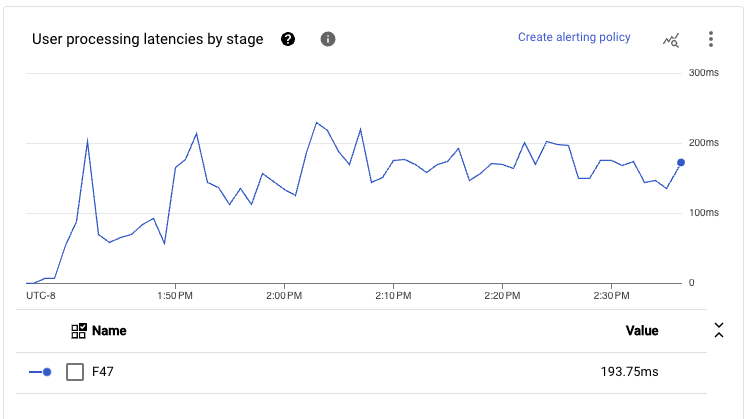 User processing latencies by stage
Create alerting policy
300ms
200ms
100ms
0
UTC-8 1:50 PM 2:00 PM 2:10 PM 2:20 PM 2:30 PM
Name Value
F47 193.75ms